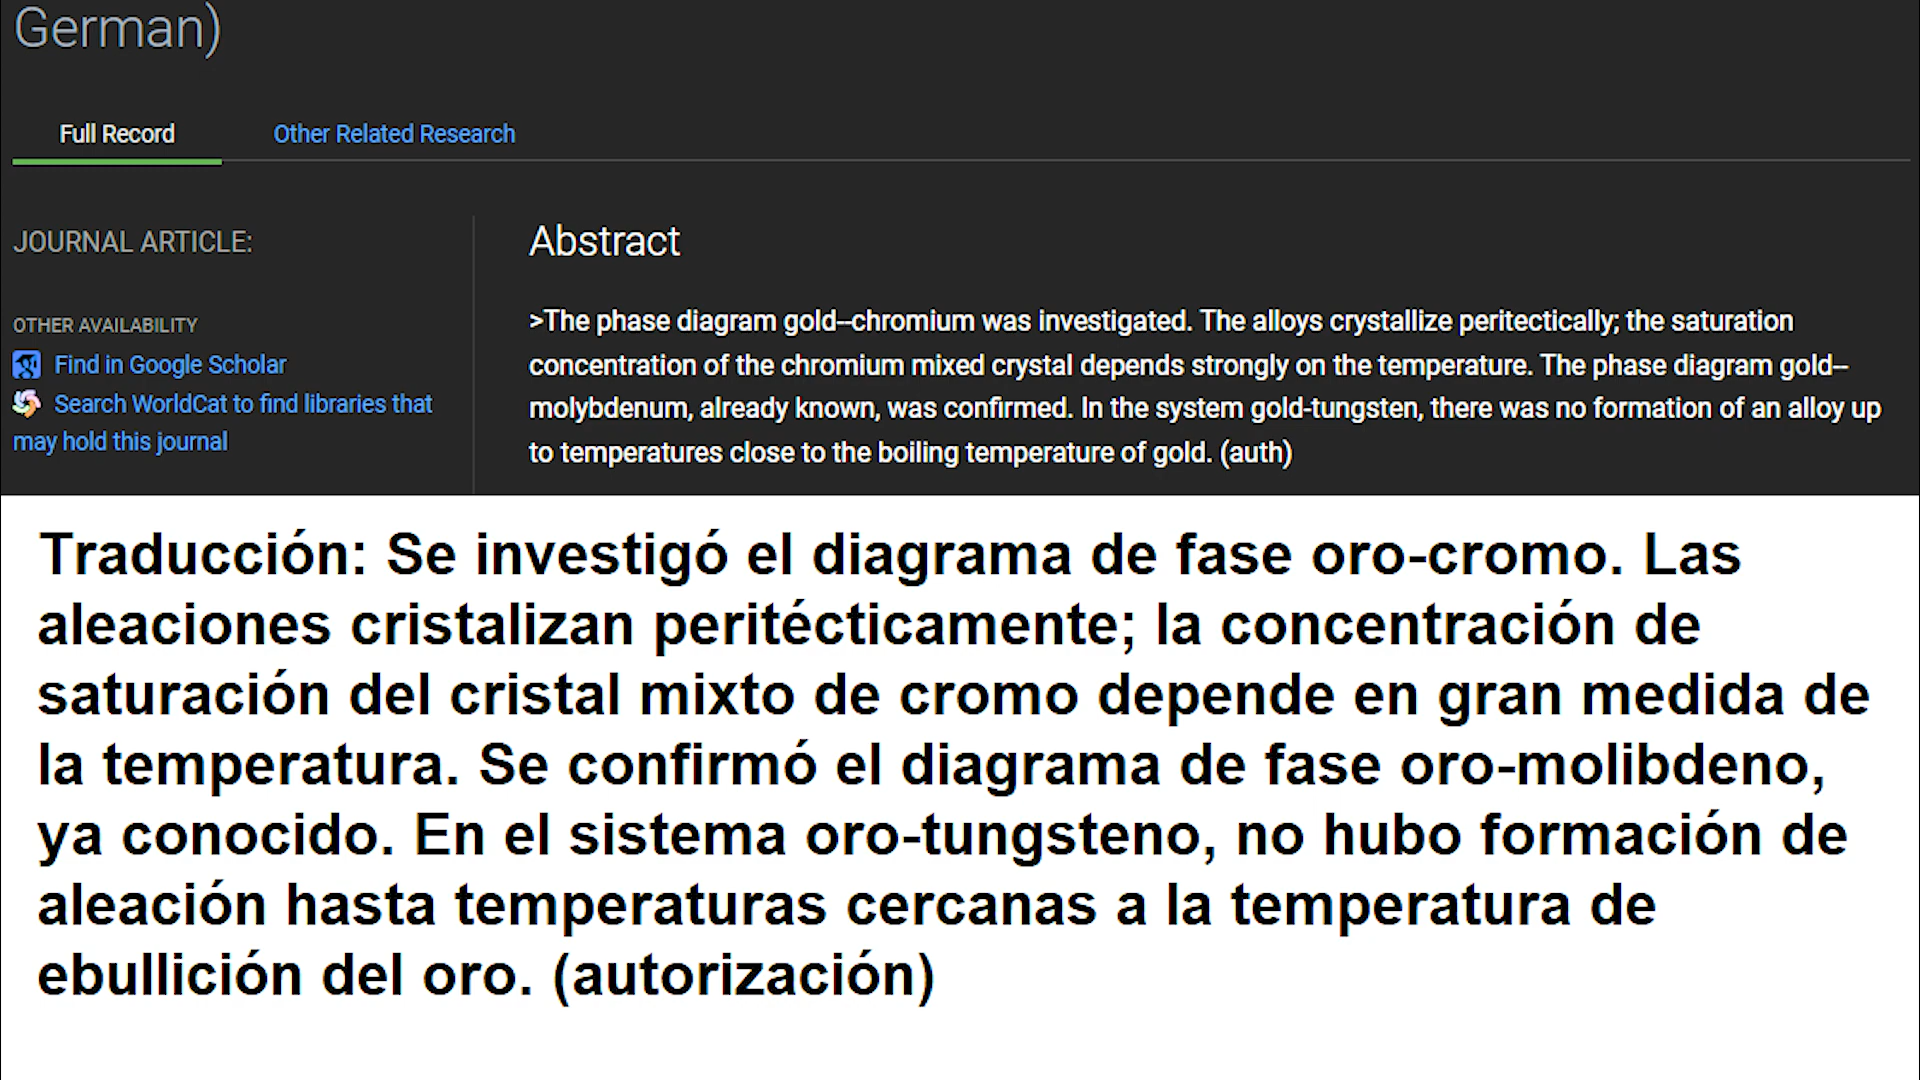 German)
Full Record
Other Related Research
JOURNAL ARTICLE:
OTHER AVAILABILITY
Find in Google Scholar
Search WorldCat to find libraries that
may hold this journal
Abstract
>The phase diagram gold--chromium was investigated. The alloys crystallize peritectically; the saturation
concentration of the chromium mixed crystal depends strongly on the temperature. The phase diagram gold--
molybdenum, already known, was confirmed. In the system gold-tungsten, there was no formation of an alloy up
to temperatures close to the boiling temperature of gold. (auth)
Traducción: Se investigó el diagrama de fase oro-cromo. Las
aleaciones cristalizan peritécticamente; la concentración de
saturación del cristal mixto de cromo depende en gran medida de
la temperatura. Se confirmó el diagrama de fase oro-molibdeno,
ya conocido. En el sistema oro-tungsteno, no hubo formación de
aleación hasta temperaturas cercanas a la temperatura de
ebullición del oro. (autorización)